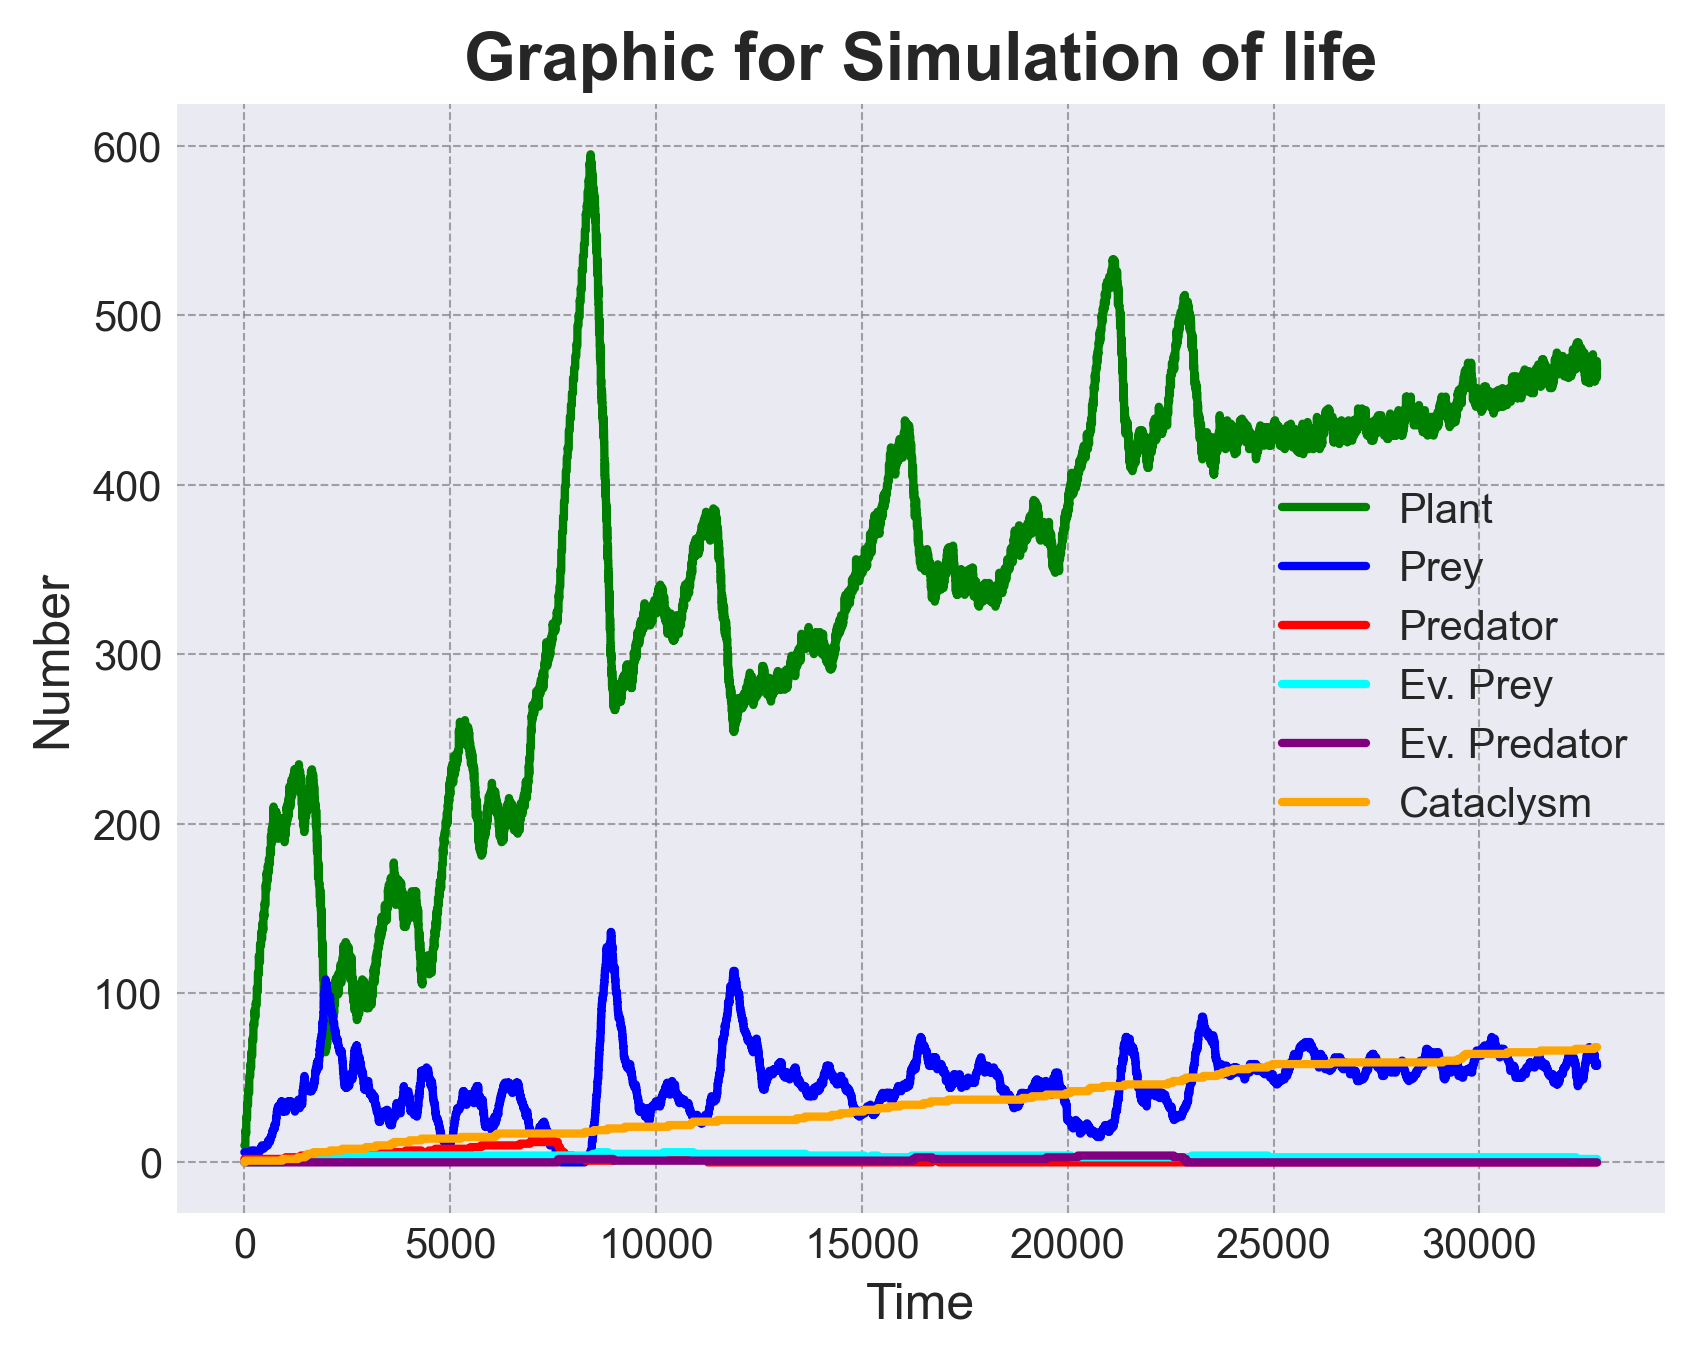 Graphic for Simulation of life
600
500
400
300
200
100
0
Number
Plant
Prey
Predator
Ev. Prey
Ev. Predator
Cataclysm
0 5000 10000 15000 20000 25000 30000
Time